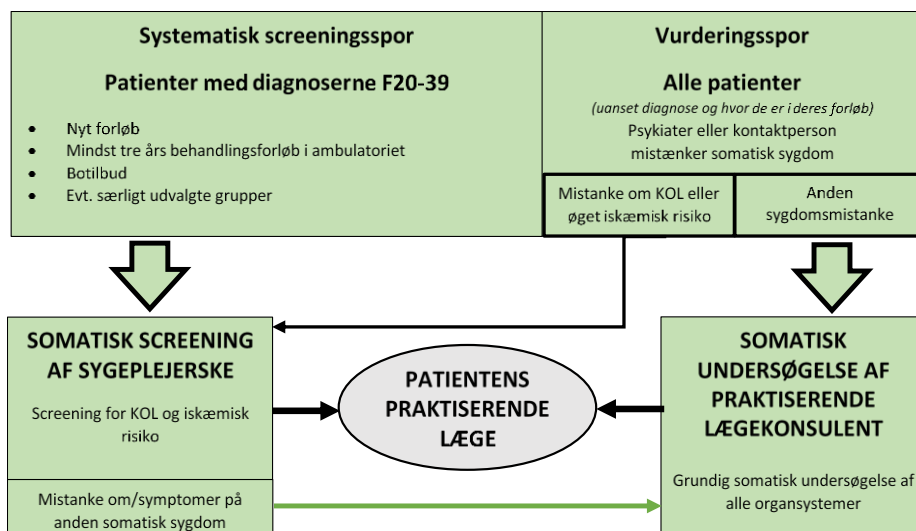 Systematisk screeningsspor
Patienter med diagnoserne F20-39
• Nyt forløb
• Mindst tre års behandlingsforløb i ambulatoriet
• Botilbud
• Evt. særligt udvalgte grupper
Vurderingsspor
Alle patienter
(uanset diagnose og hvor de er i deres forløb)
Psykiater eller kontaktperson
mistænker somatisk sygdom
Mistanke om KOL eller
øget iskæmisk risiko
Anden
sygdomsmistanke
SOMATISK SCREENING
AF SYGEPLEJERSKE
Screening for KOL og iskæmisk
risiko
Mistanke om/symptomer på
anden somatisk sygdom
PATIENTENS
PRAKTISERENDE
LÆGE
SOMATISK
UNDERSØGELSE AF
PRAKTISERENDE
LÆGEKONSULENT
Grundig somatisk undersøgelse af
alle organsystemer